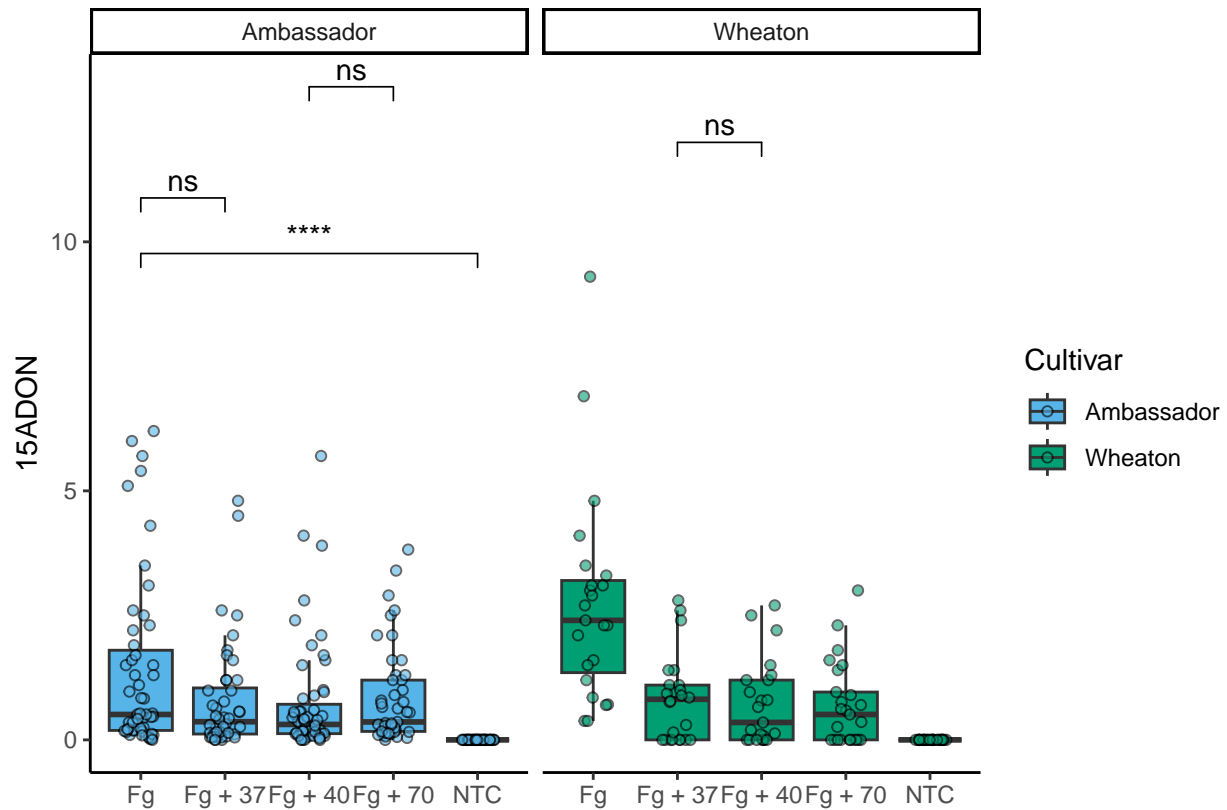 Ambassador
Wheaton
ns
ns
ns
****
10
5
0
15ADON
Fg
Fg + 37
Fg + 40
Fg + 70
NTC
Fg
Fg + 37
Fg + 40
Fg + 70
NTC
Cultivar
Ambassador
Wheaton